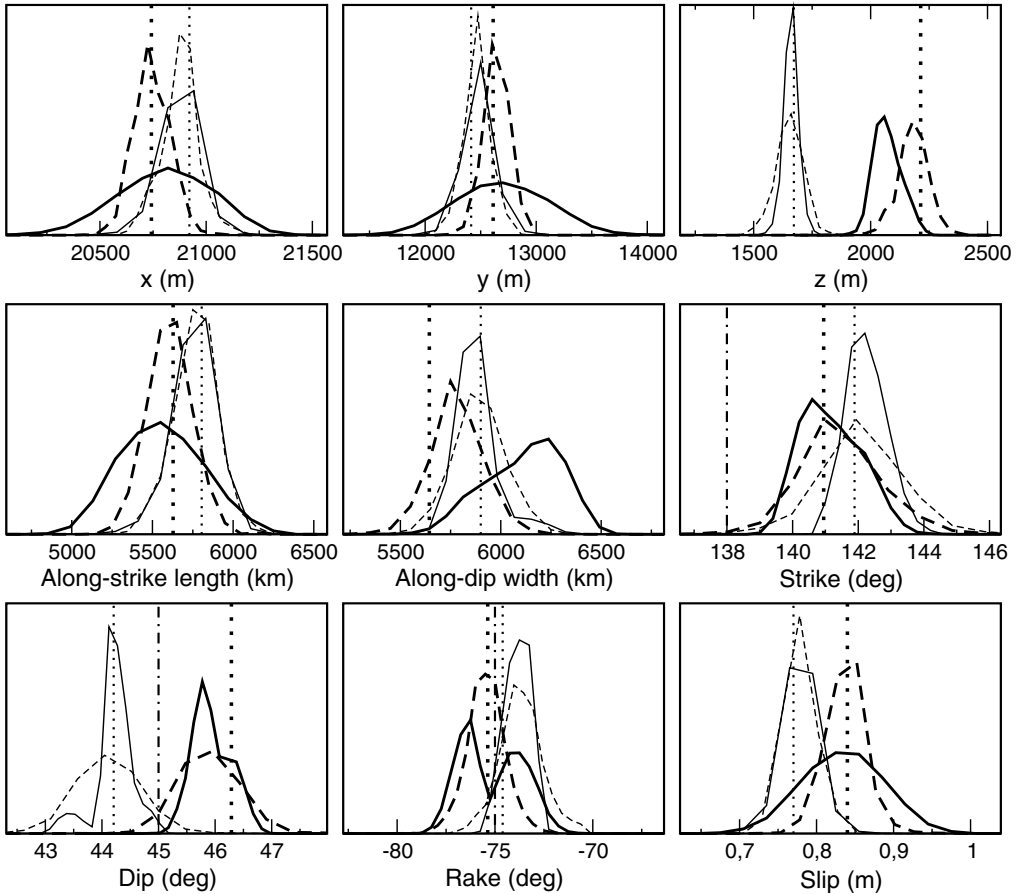 20500 21000 21500
x (m)
12000 13000 14000
y (m)
1500 2000 2500
z (m)
5000 5500 6000 6500
Along-strike length (km)
5500 6000 6500
Along-dip width (km)
138 140 142 144 146
Strike (deg)
43 44 45 46 47
Dip (deg)
-80 -75 -70
Rake (deg)
0,7 0,8 0,9 1
Slip (m)